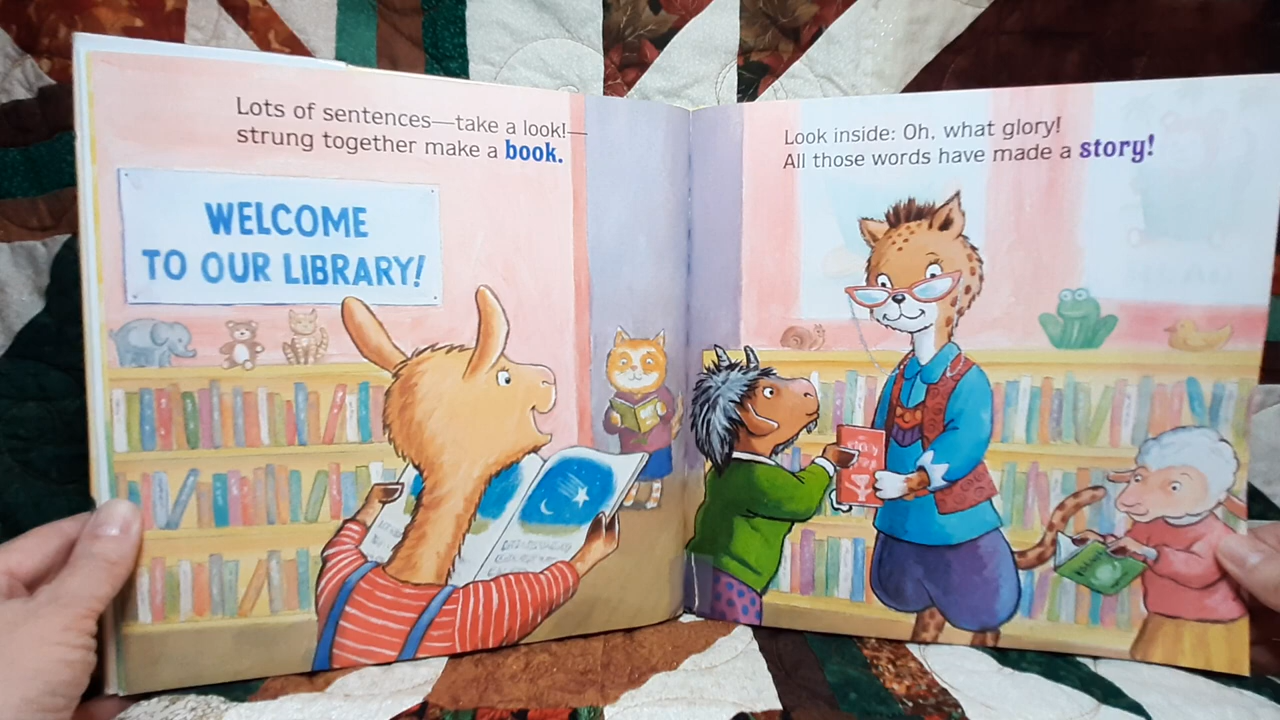 Lots of sentences—take a look!—
strung together make a book.
WELCOME
TO OUR LIBRARY!
Look inside: Oh, what glory!
All those words have made a story!